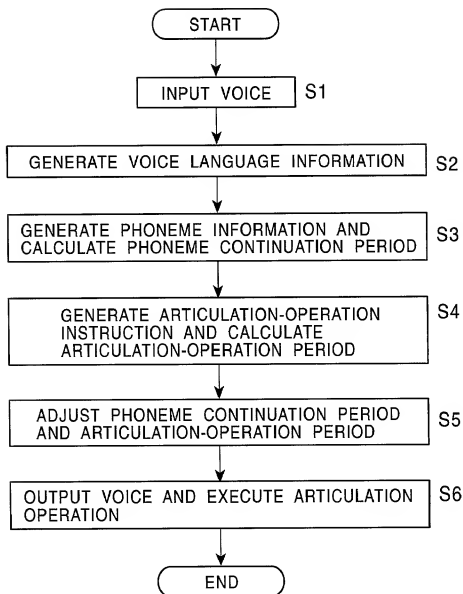 START
INPUT VOICE S1
GENERATE VOICE LANGUAGE INFORMATION S2
GENERATE PHONEME INFORMATION AND
CALCULATE PHONEME CONTINUATION PERIOD S3
GENERATE ARTICULATION-OPERATION S4
INSTRUCTION AND CALCULATE
ARTICULATION-OPERATION PERIOD
ADJUST PHONEME CONTINUATION PERIOD S5
AND ARTICULATION-OPERATION PERIOD
OUTPUT VOICE AND EXECUTE ARTICULATION S6
OPERATION
END